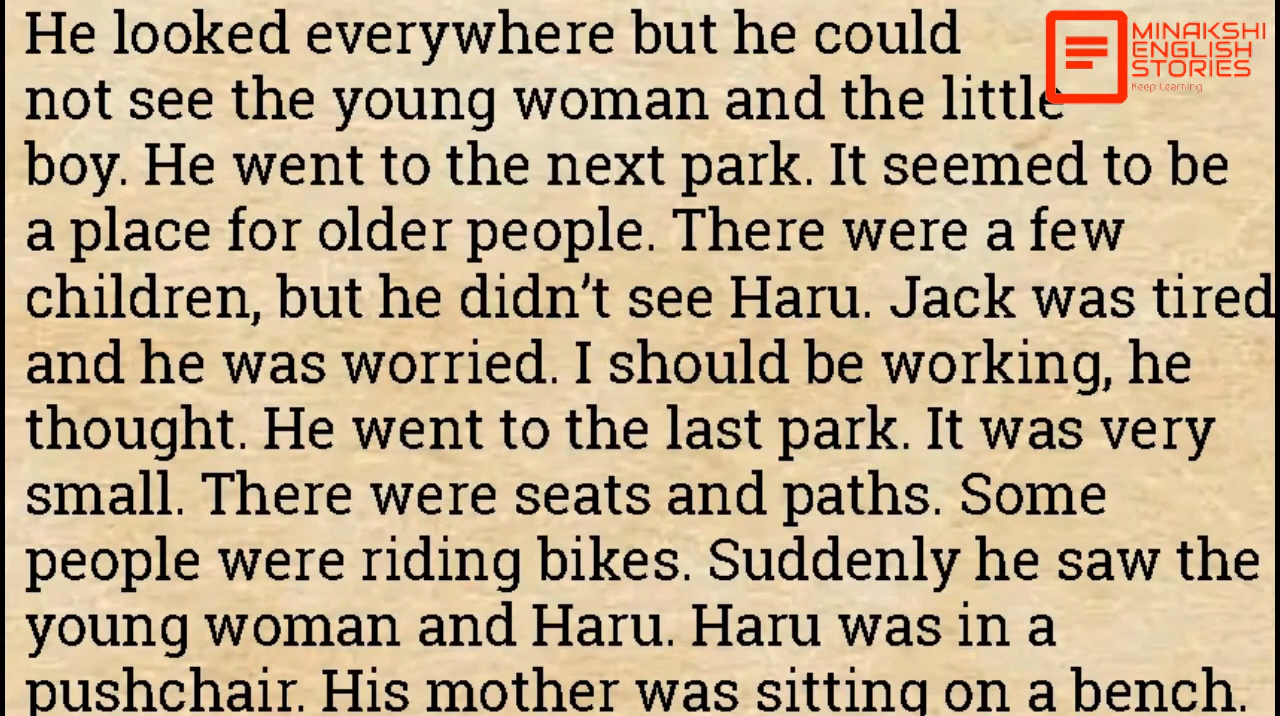 He looked everywhere but he could
not see the young woman and the little
boy. He went to the next park. It seemed to be
a place for older people. There were a few
children, but he didn’t see Haru. Jack was tired
and he was worried. I should be working, he
thought. He went to the last park. It was very
small. There were seats and paths. Some
people were riding bikes. Suddenly he saw the
young woman and Haru. Haru was in a
pushchair. His mother was sitting on a bench.
MINAKSHI
ENGLISH
STORIES
Keep Learning